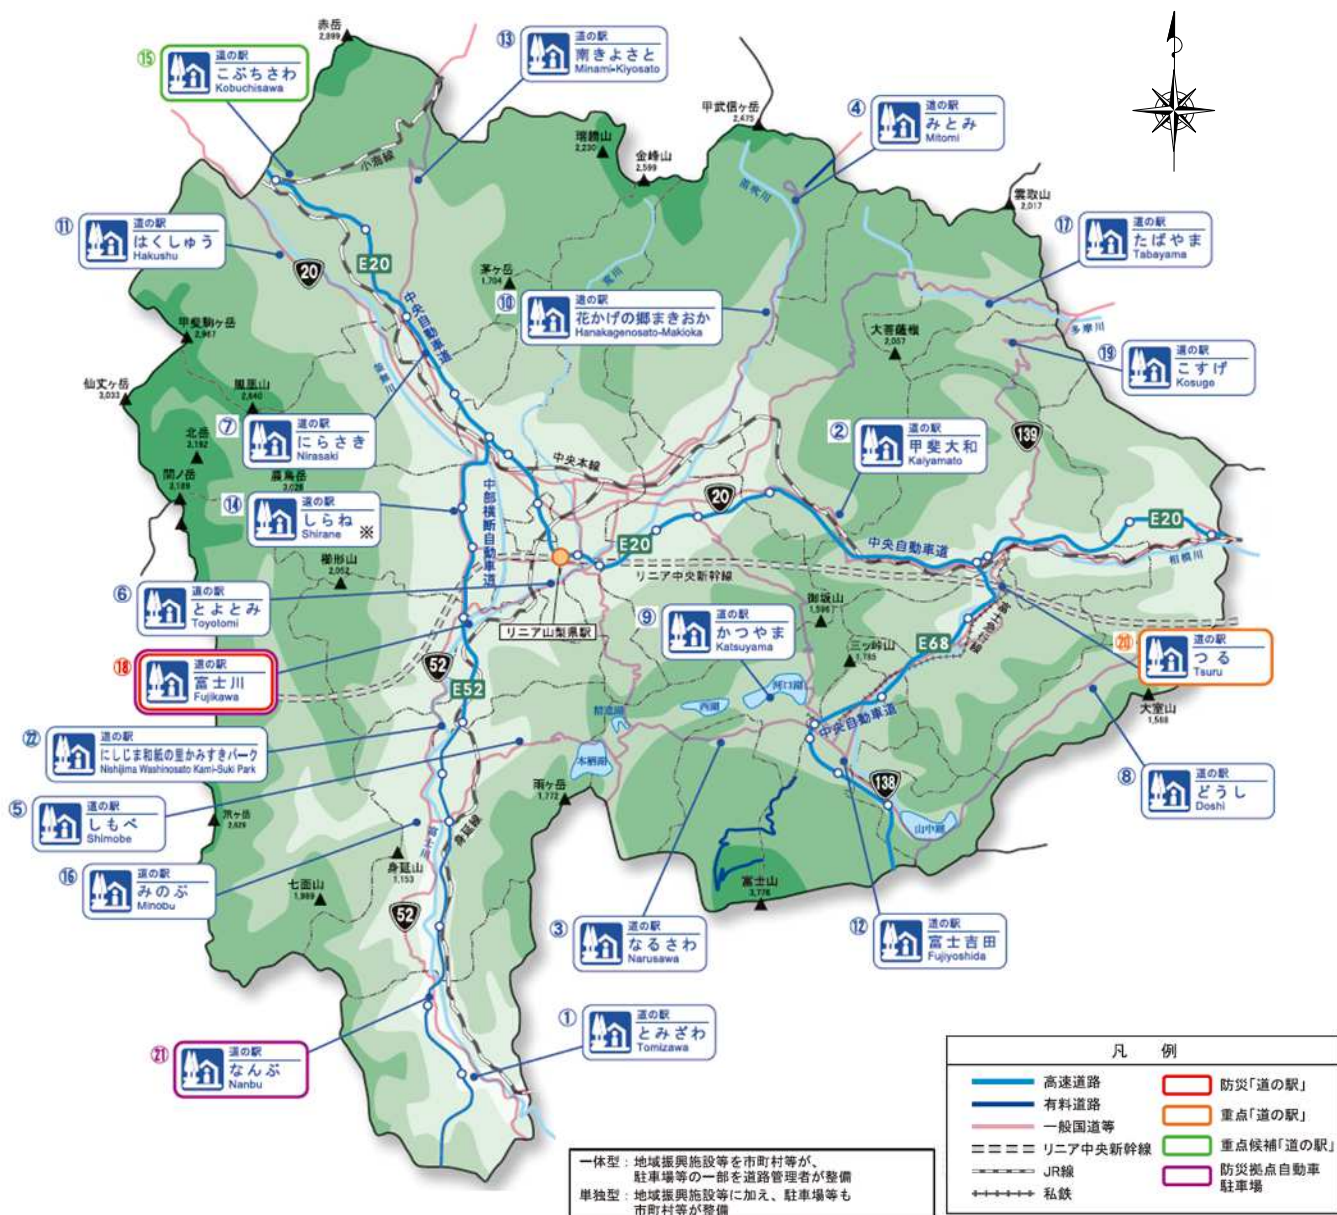 赤岳
2,899
⑮
道の駅
こぶちさわ
Kobuchisawa
⑬
道の駅
南きよさと
Minami-Kiyosato
④
道の駅
みとみ
Mitomi
甲武信ヶ岳
2,475
瑞牆山
2,230
金峰山
2,599
小海線
笛吹川
雲取山
2,017
⑪
道の駅
はくしゅう
Hakushu
20
E20
茅ヶ岳
1,704
荒川
⑩
道の駅
花かげの郷まきおか
Hanakagenosato-Makioka
⑰
道の駅
たばやま
Tabayama
多摩川
大菩薩嶺
2,057
⑲
道の駅
こすげ
Kosuge
甲斐駒ヶ岳
2,967
中央自動車道
仙丈ヶ岳
3,033
鳳凰山
2,840
⑦
道の駅
にらさき
Nirasaki
北岳
3,192
間ノ岳
3,189
農鳥岳
3,026
②
道の駅
甲斐大和
Kaiyamato
139
中央本線
20
⑭
道の駅
しらね
Shirane
※
中部横断自動車道
E20
中央自動車道
E20
相模川
リニア中央新幹線
櫛形山
2,052
⑥
道の駅
とよとみ
Toyotomi
リニア山梨県駅
⑨
道の駅
かつやま
Katsuyama
御坂山
1,596
三ッ峠山
1,785
E68
富士急行線
⑳
道の駅
つる
Tsuru
大室山
1,588
⑱
道の駅
富士川
Fujikawa
52
E52
河口湖
西湖
精進湖
本栖湖
中央自動車道
㉒
道の駅
にしじま和紙の里かみすきパーク
Nishijima Washinosato Kami-Suki Park
雨ヶ岳
1,772
138
山中湖
⑧
道の駅
どうし
Doshi
⑤
道の駅
しもべ
Shimobe
身延線
富士川
身延山
1,153
⑯
道の駅
みのぶ
Minobu
七面山
1,989
52
富士山
3,776
③
道の駅
なるさわ
Narusawa
⑫
道の駅
富士吉田
Fujiyoshida
①
道の駅
とみざわ
Tomizawa
㉑
道の駅
なんぶ
Nanbu
一体型：地域振興施設等を市町村等が、
駐車場等の一部を道路管理者が整備
単独型：地域振興施設等に加え、駐車場等も
市町村等が整備
凡　例
高速道路
有料道路
一般国道等
リニア中央新幹線
JR線
私鉄
防災「道の駅」
重点「道の駅」
重点候補「道の駅」
防災拠点自動車
駐車場